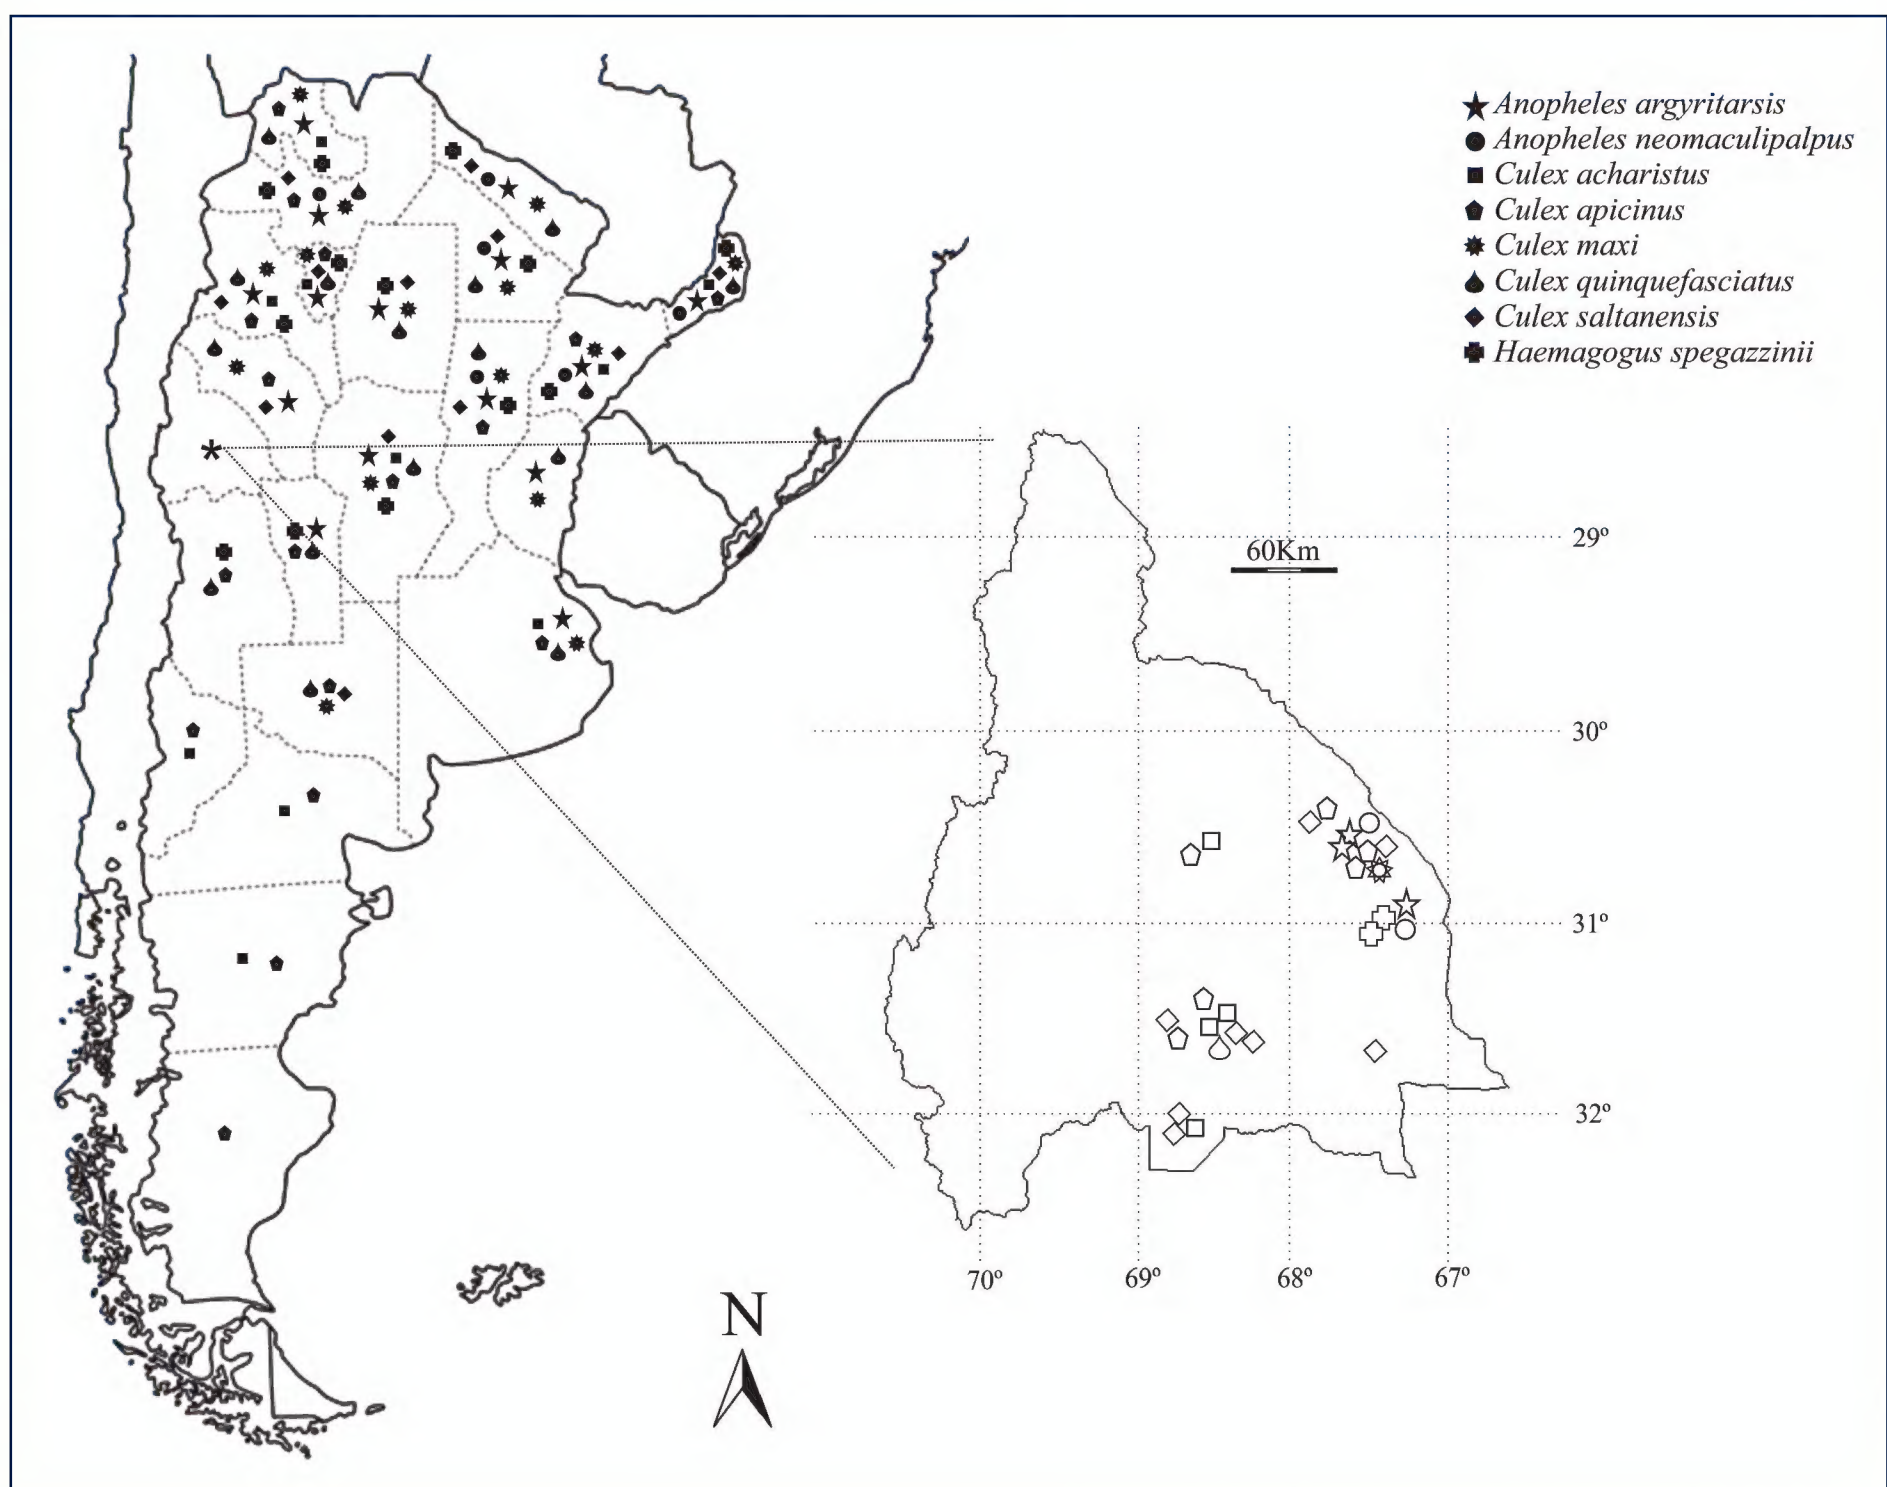 Anopheles argyritarsis
Anopheles neomaculipalpus
Culex acharistus
Culex apicinus
Culex maxi
Culex quinquefasciatus
Culex saltanensis
Haemagogus spegazzinii
60Km
29º
30º
31º
32º
70º 69º 68º 67º
N